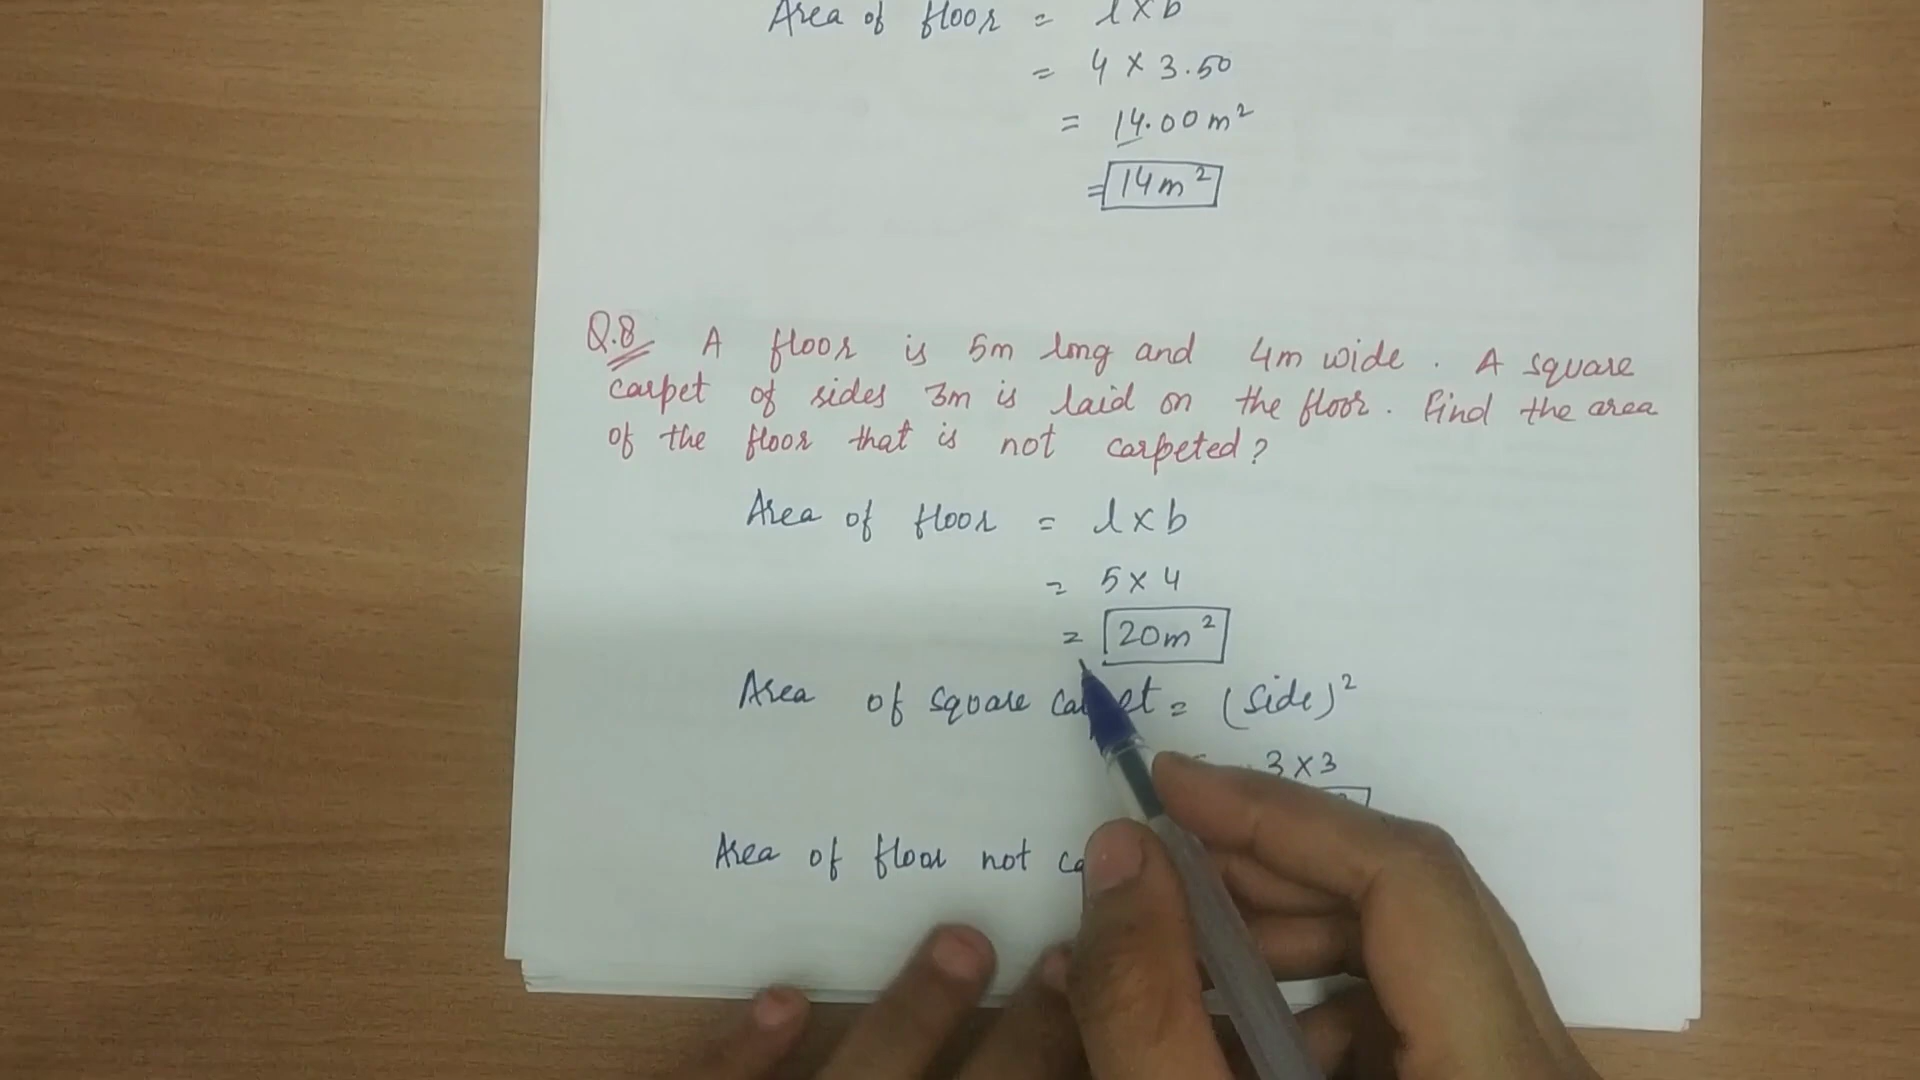 Area of floor = l × b
= 4 × 3.50
= 14.00 m²
= 14 m²
Q.8 A floor is 5m long and 4m wide. A square
carpet of sides 3m is laid on the floor. Find the area
of the floor that is not carpeted?
Area of floor = l × b
= 5 × 4
= 20 m²
Area of square = (Side)²
3 × 3
Area of floor not